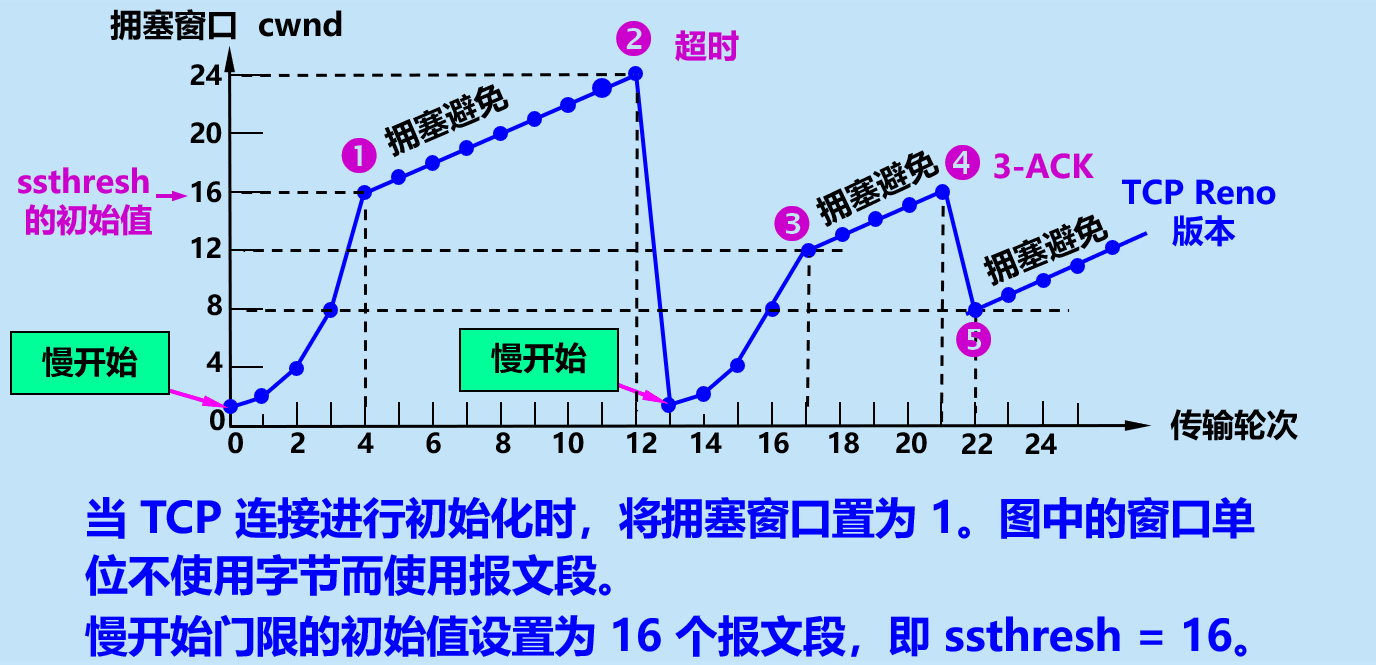 拥塞窗口 cwnd
❷ 超时
24
拥塞避免
20
❶
❹ 3-ACK
拥塞避免
ssthresh
的初始值
16
TCP Reno
版本
❸
拥塞避免
12
8
慢开始
慢开始
❺
4
0
传输轮次
0 2 4 6 8 10 12 14 16 18 20 22 24
当 TCP 连接进行初始化时，将拥塞窗口置为 1。图中的窗口单
位不使用字节而使用报文段。
慢开始门限的初始值设置为 16 个报文段，即 ssthresh = 16。